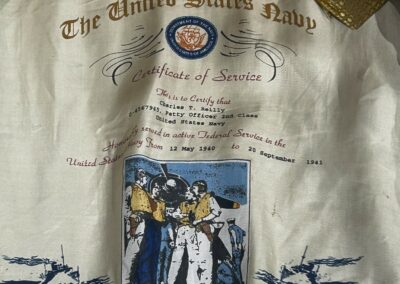 The United States Navy
Certificate of Service
This is to Certify that
Charles T. Reilly
Petty Officer 2nd Class
United States Navy
Honorably served in active Federal Service in the
United States Navy From 12 May 1940 to 20 September 1941